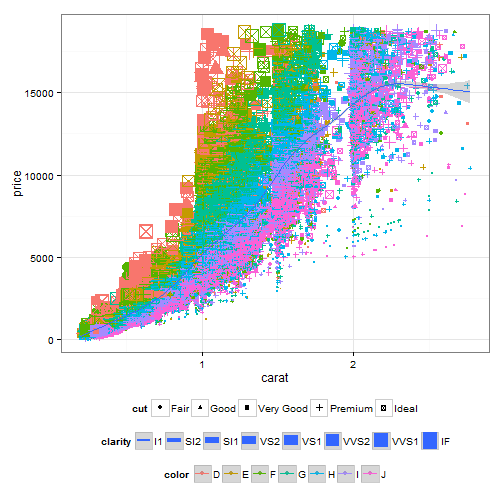 15000
10000
5000
0
price
1 2
carat
cut Fair Good Very Good Premium Ideal
clarity I1 SI2 SI1 VS2 VS1 VVS2 VVS1 IF
color D E F G H I J